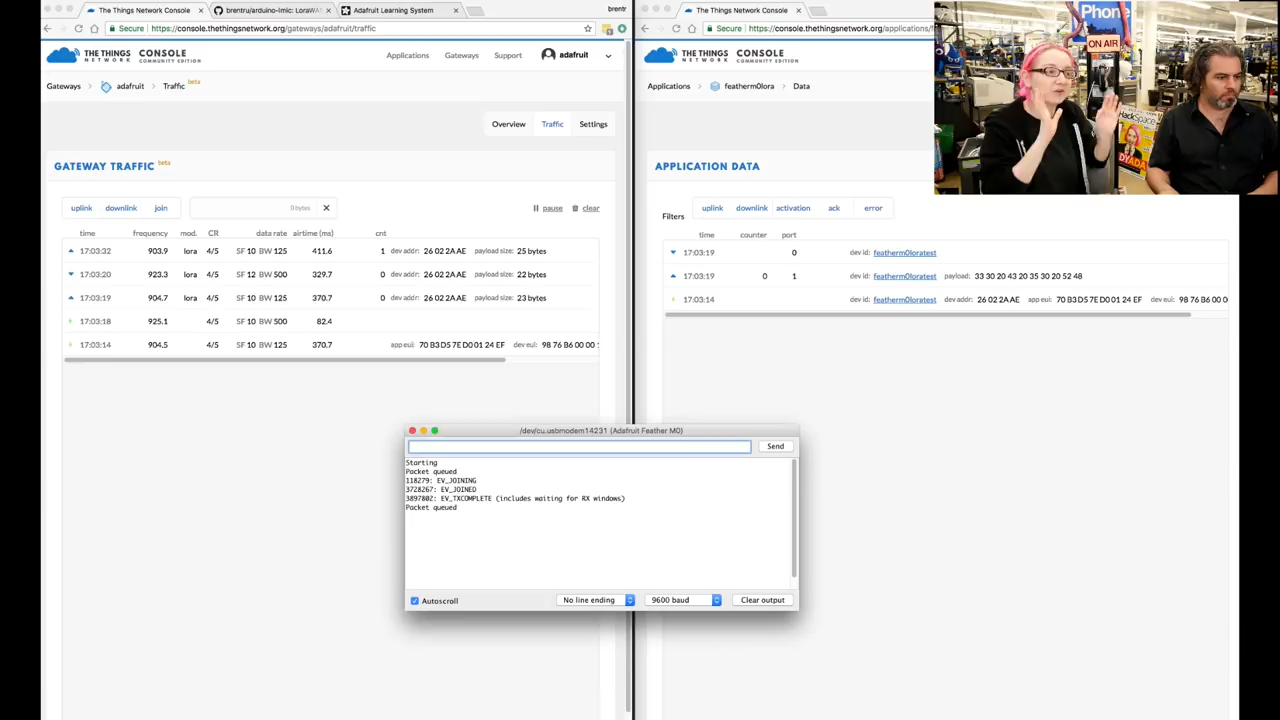 The Things Network Console
brentru/arduino-lmic: LoraWA
Adafruit Learning System
brentr
Secure
https://console.thethingsnetwork.org/gateways/adafruit/traffic
THE THINGS NETWORK
CONSOLE
COMMUNITY EDITION
Applications
Gateways
Support
adafruit
Gateways
adafruit
Traffic beta
Overview
Traffic
Settings
GATEWAY TRAFFIC beta
uplink downlink join
0 bytes
pause clear
time frequency mod. CR data rate airtime (ms) cnt
17:03:32 903.9 lora 4/5 SF 10 BW 125 411.6 1 dev addr: 26 02 2A AE payload size: 25 bytes
17:03:20 923.3 lora 4/5 SF 12 BW 500 329.7 0 dev addr: 26 02 2A AE payload size: 22 bytes
17:03:19 904.7 lora 4/5 SF 10 BW 125 370.7 0 dev addr: 26 02 2A AE payload size: 23 bytes
17:03:18 925.1 4/5 SF 10 BW 500 82.4
17:03:14 904.5 4/5 SF 10 BW 125 370.7 app eui: 70 B3 D5 7E D0 01 24 EF dev eui: 98 76 B6 00 00
The Things Network Console
Secure
https://console.thethingsnetwork.org/applications/
THE THINGS NETWORK
CONSOLE
COMMUNITY EDITION
Applications
featherm0lora
Data
APPLICATION DATA
Filters
uplink downlink activation ack error
time counter port
17:03:19 0 dev id: featherm0loratest
17:03:19 0 1 dev id: featherm0loratest payload: 33 30 20 43 20 35 30 20 52 48
17:03:14 dev id: featherm0loratest dev addr: 26 02 2A AE app eui: 70 B3 D5 7E D0 01 24 EF dev eui: 98 76 B6 00 0
Phone
ON AIR
HackSpace
DYADA
/dev/cu.usbmodem14231 (Adafruit Feather M0)
Send
Starting
Packet queued
118279: EV_JOINING
3728267: EV_JOINED
3897802: EV_TXCOMPLETE (includes waiting for RX windows)
Packet queued
Autoscroll
No line ending
9600 baud
Clear output